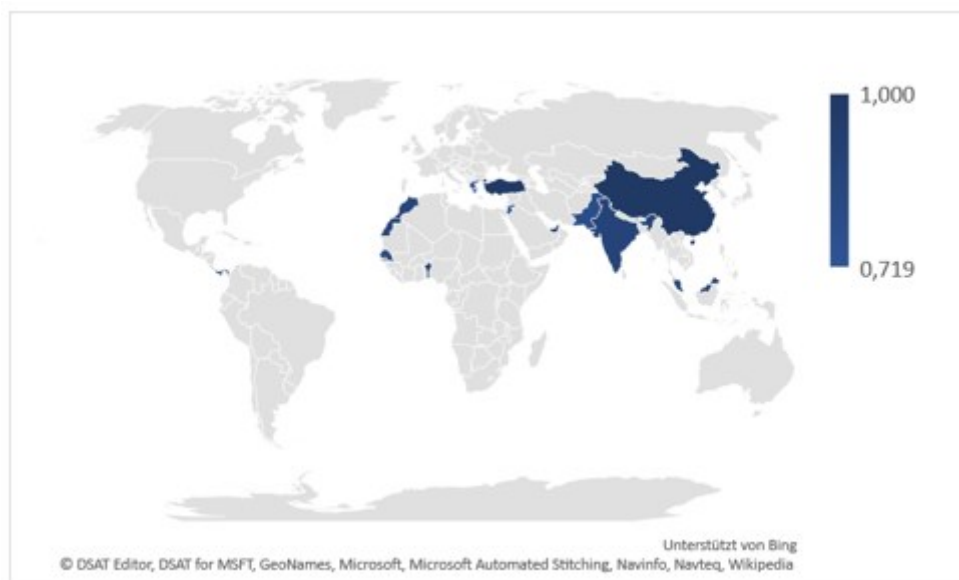 1,000
0,719
Unterstützt von Bing
© DSAT Editor, DSAT for MSFT, GeoNames, Microsoft, Microsoft Automated Stitching, Navinfo, Navteq, Wikipedia